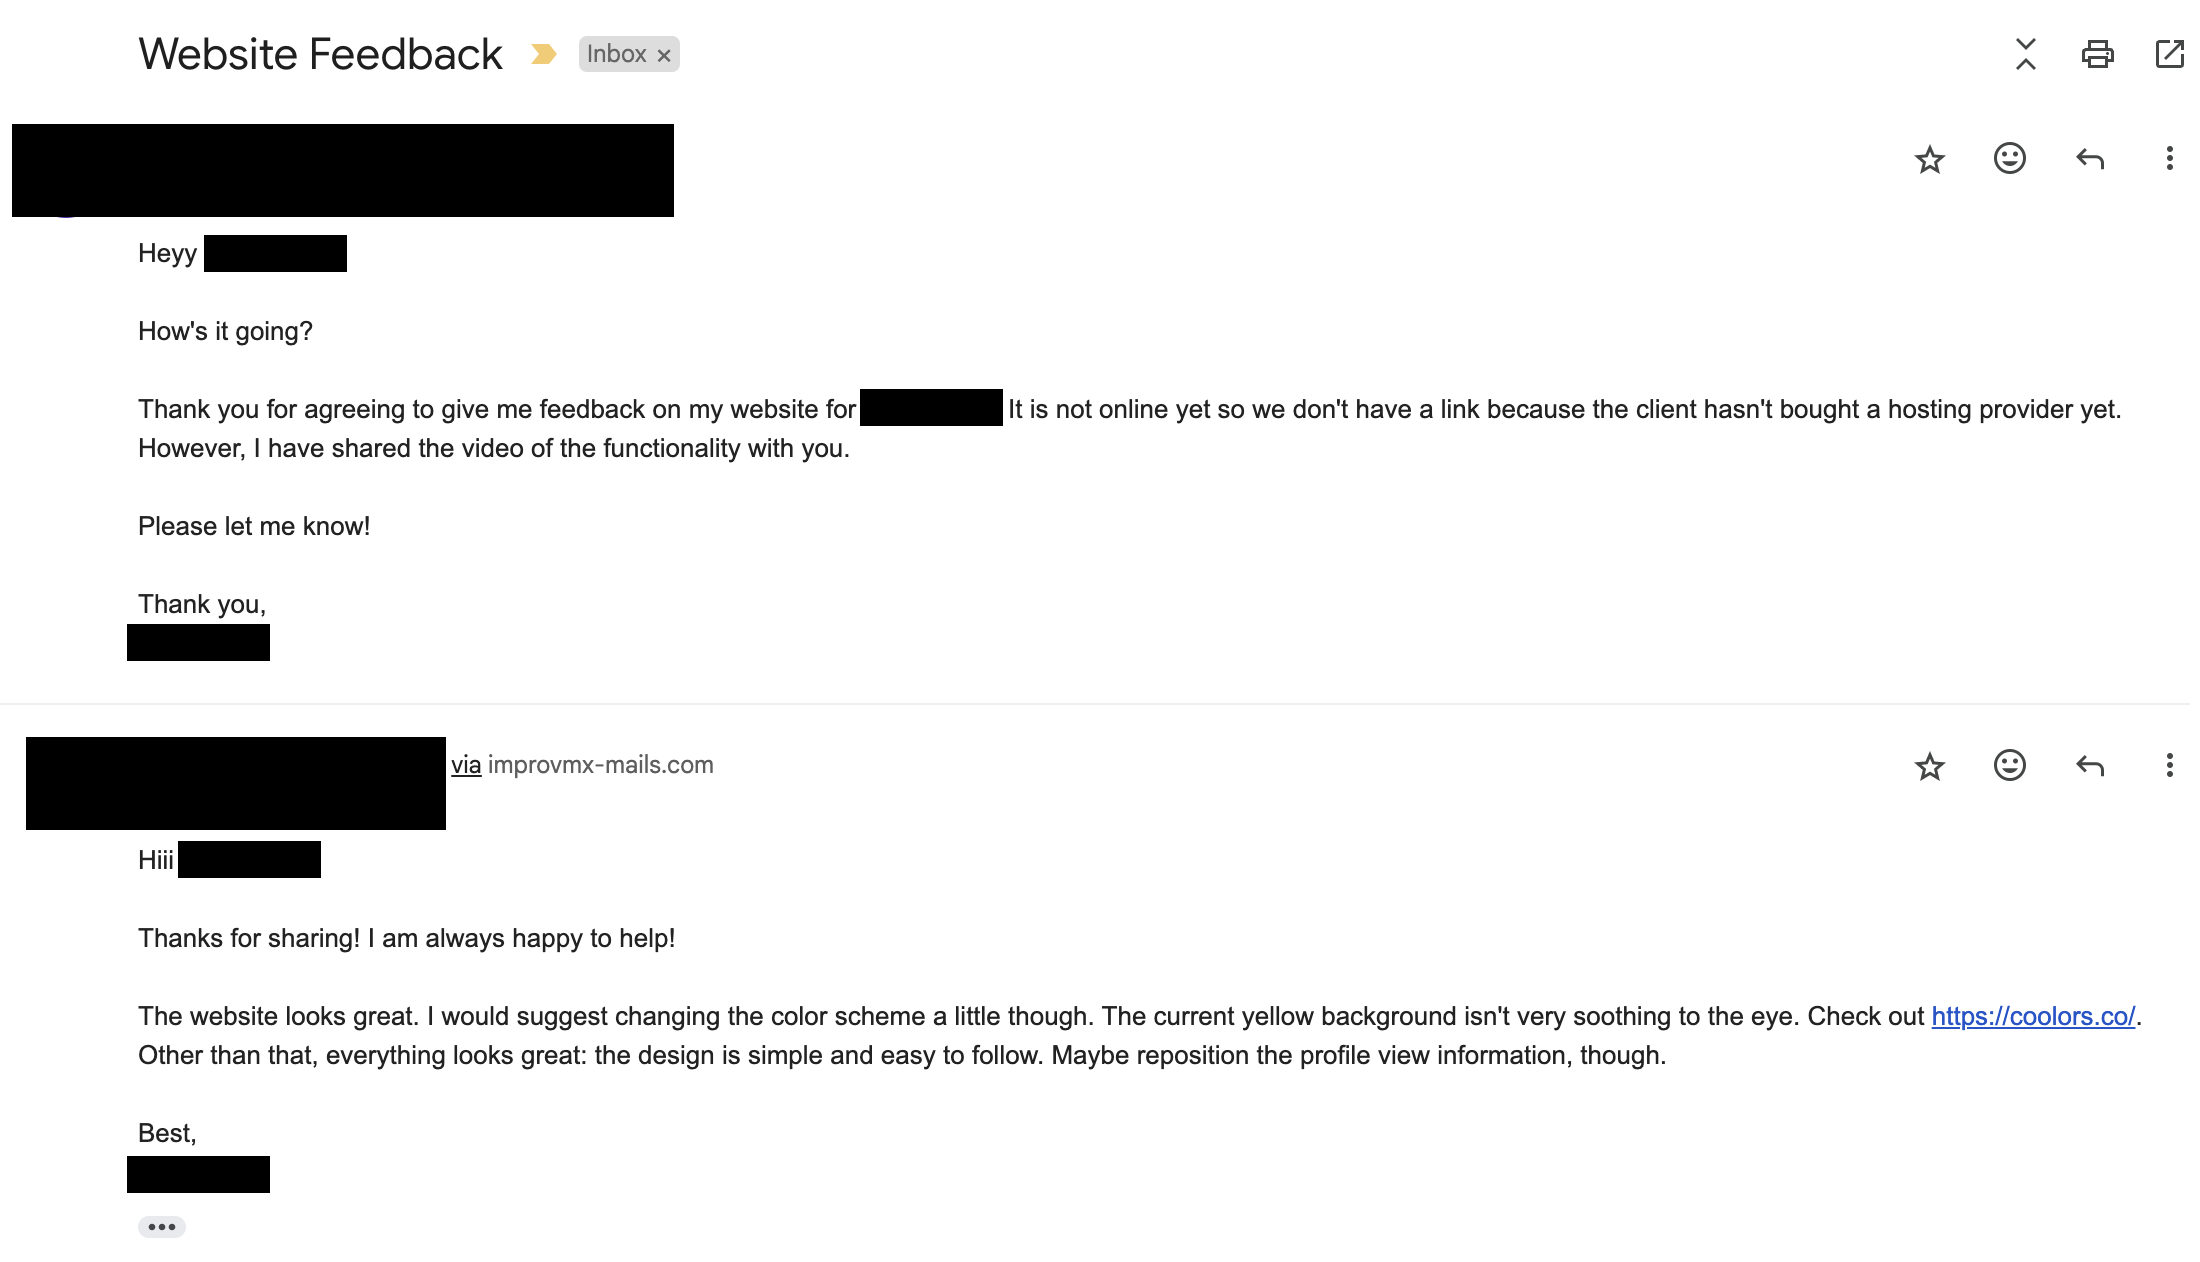 Website Feedback Inbox ×
Heyy
How's it going?
Thank you for agreeing to give me feedback on my website for It is not online yet so we don't have a link because the client hasn't bought a hosting provider yet.
However, I have shared the video of the functionality with you.
Please let me know!
Thank you,
via improvmx-mails.com
Hiii
Thanks for sharing! I am always happy to help!
The website looks great. I would suggest changing the color scheme a little though. The current yellow background isn't very soothing to the eye. Check out https://coolors.co/.
Other than that, everything looks great: the design is simple and easy to follow. Maybe reposition the profile view information, though.
Best,